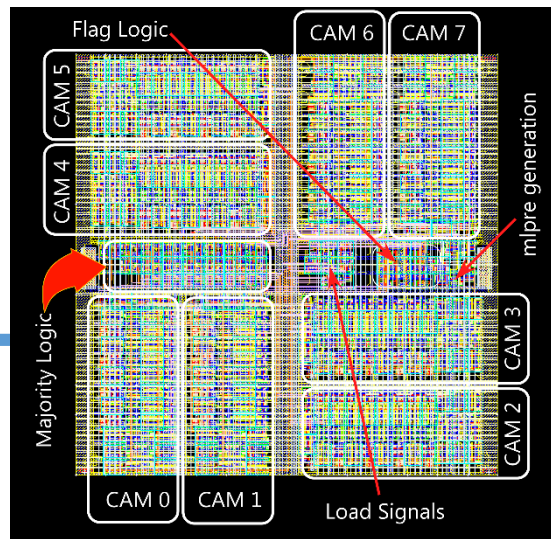 Flag Logic
CAM 6
CAM 7
CAM 5
CAM 4
mlpre generation
Majority Logic
CAM 3
CAM 2
CAM 0
CAM 1
Load Signals